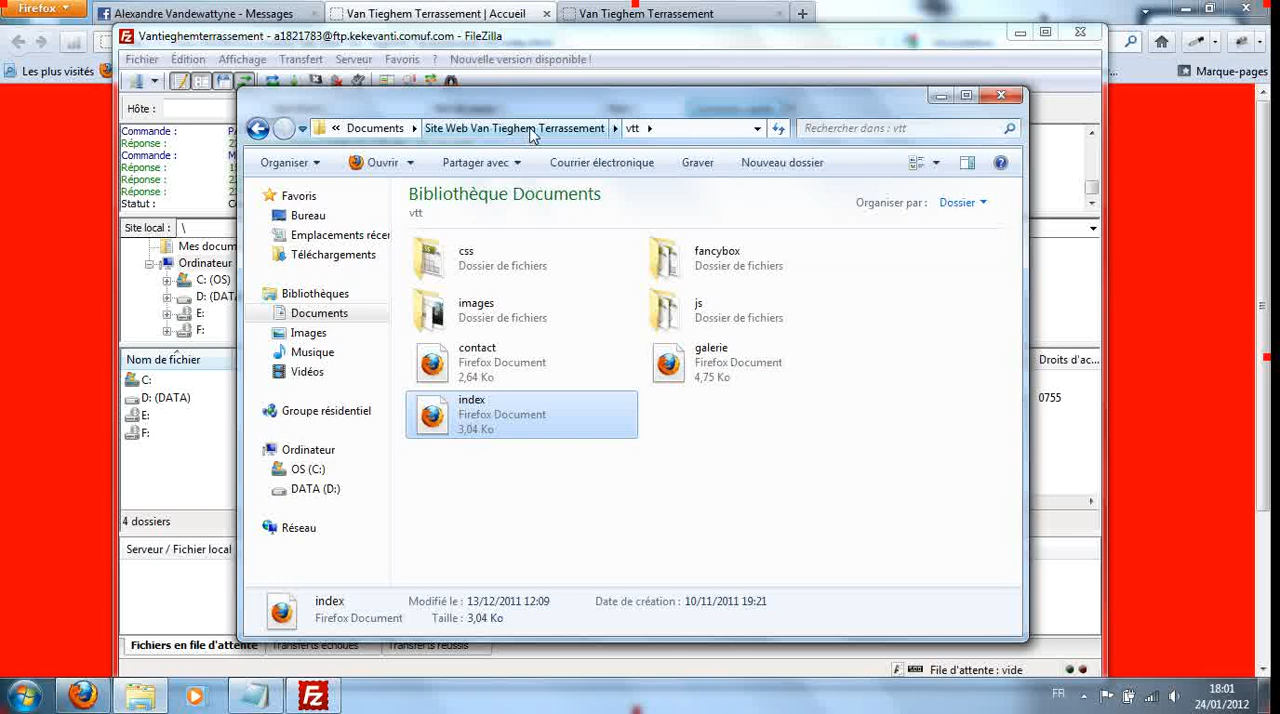 Firefox
Alexandre Vandewattyne - Messages
Van Tieghem Terrassement | Accueil
Van Tieghem Terrassement
Vantieghemterrassement - a1821783@ftp.kekevanti.comuf.com - FileZilla
Fichier Édition Affichage Transfert Serveur Favoris ? Nouvelle version disponible !
Les plus visités
Marque-pages
Hôte :
Commande :
Réponse :
Commande :
Réponse :
Réponse :
Réponse :
Statut :
Site local : \
Mes docum
Ordinateur
C: (OS)
D: (DATA
E:
F:
Nom de fichier
Droits d'ac...
C:
D: (DATA)
0755
E:
F:
4 dossiers
Serveur / Fichier local
Documents Site Web Van Tieghem Terrassement vtt
Rechercher dans : vtt
Organiser Ouvrir Partager avec Courrier électronique Graver Nouveau dossier
Favoris
Bureau
Emplacements récer
Téléchargements
Bibliothèques
Documents
Images
Musique
Vidéos
Groupe résidentiel
Ordinateur
OS (C:)
DATA (D:)
Réseau
Bibliothèque Documents
vtt
Organiser par : Dossier
css
Dossier de fichiers
fancybox
Dossier de fichiers
images
Dossier de fichiers
js
Dossier de fichiers
contact
Firefox Document
2,64 Ko
galerie
Firefox Document
4,75 Ko
index
Firefox Document
3,04 Ko
index
Modifié le : 13/12/2011 12:09
Date de création : 10/11/2011 19:21
Firefox Document
Taille : 3,04 Ko
Fichiers en file d'attente
Transferts échoués
Transferts réussis
File d'attente : vide
FR
18:01
24/01/2012